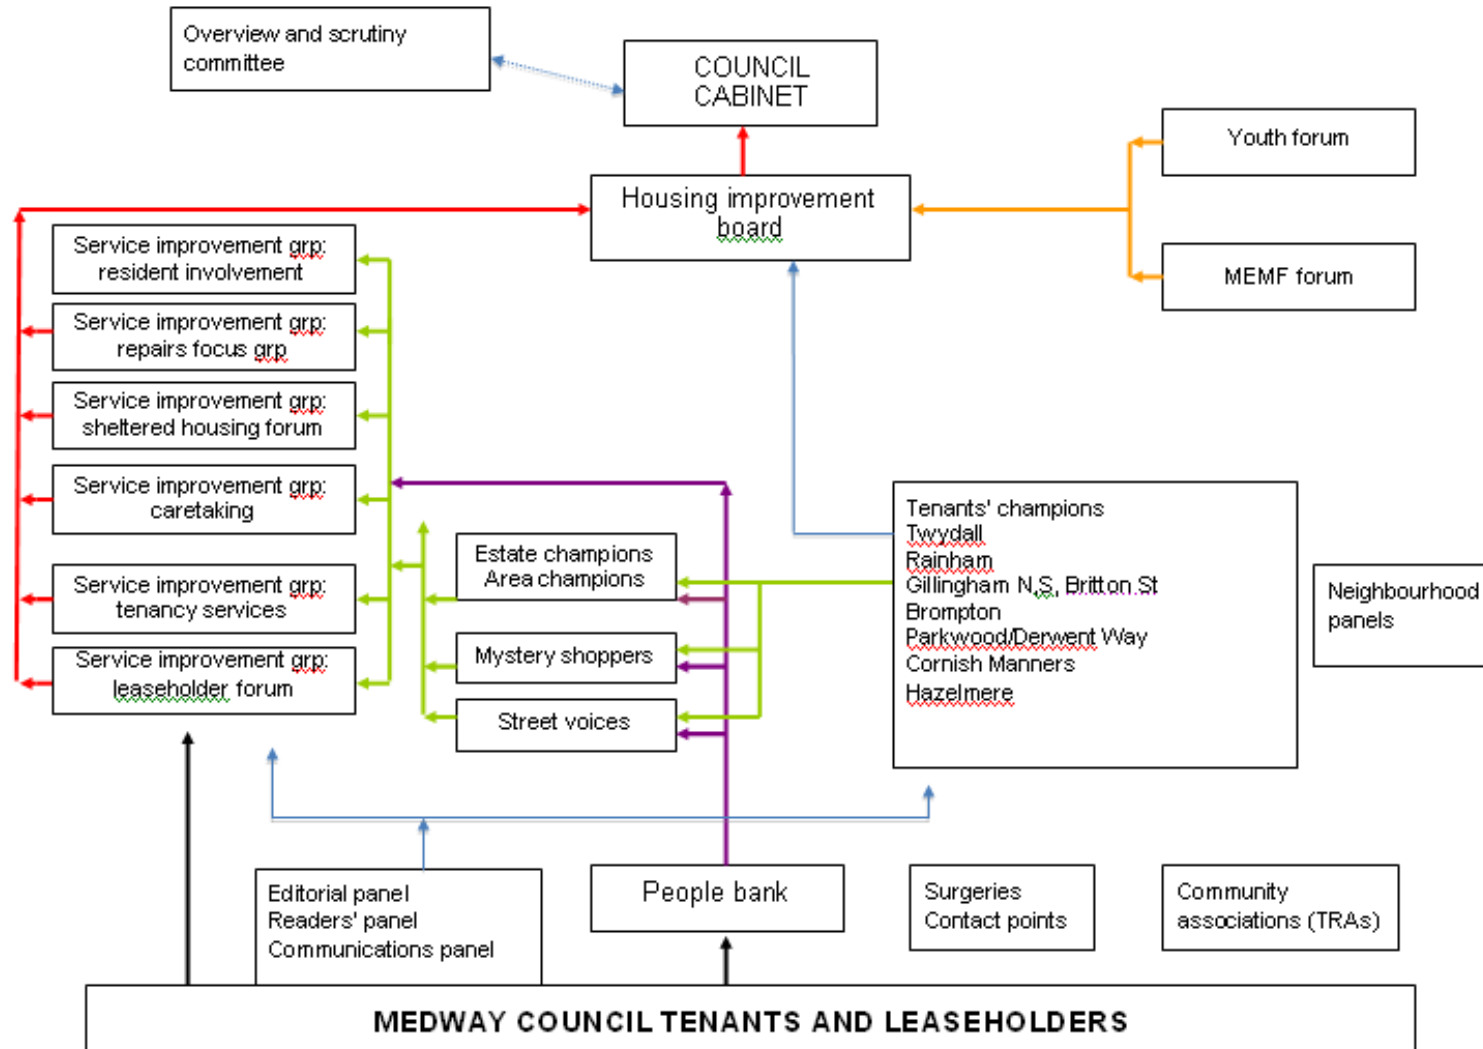 Overview and scrutiny
committee
COUNCIL
CABINET
Youth forum
Housing improvement
board
MEMF forum
Service improvement grp:
resident involvement
Service improvement grp:
repairs focus grp
Service improvement grp:
sheltered housing forum
Service improvement grp:
caretaking
Service improvement grp:
tenancy services
Service improvement grp:
leaseholder forum
Estate champions
Area champions
Mystery shoppers
Street voices
Tenants' champions
Twydall
Rainham
Gillingham N,S, Britton St
Brompton
Parkwood/Derwent Way
Cornish Manners
Hazelmere
Neighbourhood
panels
Editorial panel
Readers' panel
Communications panel
People bank
Surgeries
Contact points
Community
associations (TRAs)
MEDWAY COUNCIL TENANTS AND LEASEHOLDERS